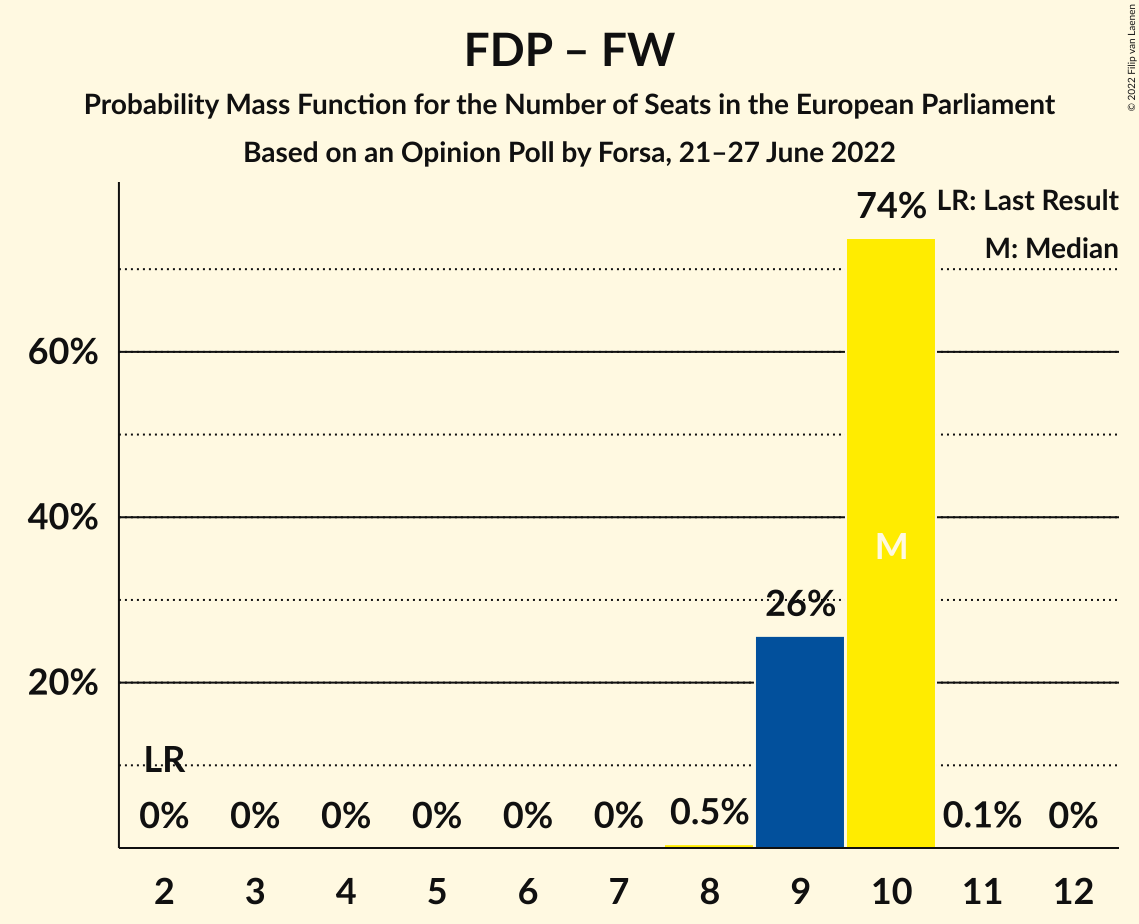 FDP – FW
Probability Mass Function for the Number of Seats in the European Parliament
Based on an Opinion Poll by Forsa, 21–27 June 2022
© 2022 Filip van Laenen
LR: Last Result
M: Median
74%
60%
40%
M
26%
20%
LR
0% 0% 0% 0% 0% 0% 0.5% 0.1% 0%
2 3 4 5 6 7 8 9 10 11 12